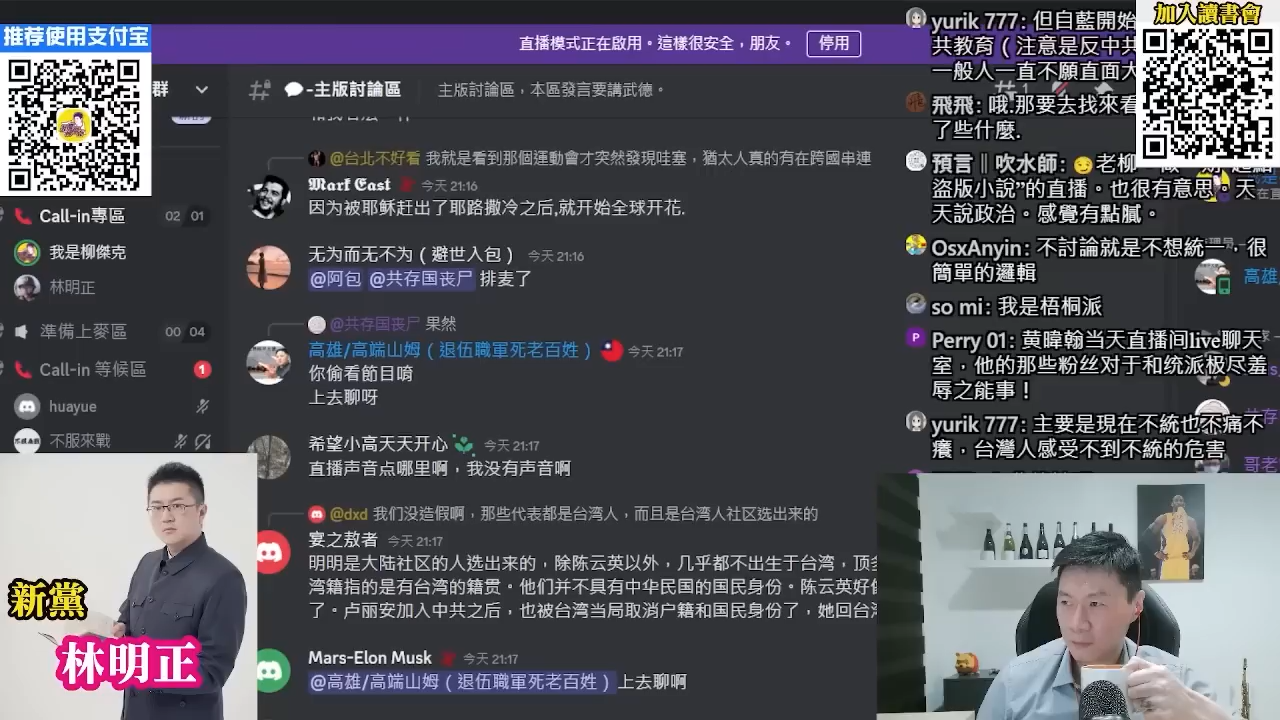 推荐使用支付宝
直播模式正在啟用。這樣很安全，朋友。
停用
群
💬-主版討論區
主版討論區，本區發言要講武德。
Call-in專區
02 01
我是柳傑克
林明正
準備上麥區
00 04
Call-in 等候區
1
huayue
不服來戰
@台北不好看 我就是看到那個運動會才突然發現哇塞，猶太人真的有在跨國串連
Mark East 今天 21:16
因为被耶稣赶出了耶路撒冷之后,就开始全球开花.
无为而无不为（避世入包） 今天 21:16
@阿包 @共存国丧尸 排麦了
@共存国丧尸 果然
高雄/高端山姆（退伍職軍死老百姓） 今天 21:17
你偷看節目唷
上去聊呀
希望小高天天开心 今天 21:17
直播声音点哪里啊，我没有声音啊
@dxd 我们没造假啊，那些代表都是台湾人，而且是台湾人社区选出来的
宴之敖者 今天 21:17
明明是大陆社区的人选出来的，除陈云英以外，几乎都不出生于台湾，顶多
湾籍指的是有台湾的籍贯。他们并不具有中华民国的国民身份。陈云英好像
了。卢丽安加入中共之后，也被台湾当局取消户籍和国民身份了，她回台湾
Mars-Elon Musk 今天 21:17
@高雄/高端山姆（退伍職軍死老百姓） 上去聊啊
加入讀書會
yurik 777: 但自藍開始
共教育（注意是反中共
一般人一直不願直面大
飛飛: 哦.那要去找來看
了些什麼.
預言‖吹水師: 😏老柳
盜版小說”的直播。也很有意思。天
天說政治。感覺有點膩。
OsxAnyin: 不討論就是不想統一，很
簡單的邏輯
so mi: 我是梧桐派
Perry 01: 黄暐翰当天直播间live聊天
室，他的那些粉丝对于和统派极尽羞
辱之能事！
yurik 777: 主要是現在不統也不痛不
癢，台灣人感受不到不統的危害
高雄
新黨
林明正